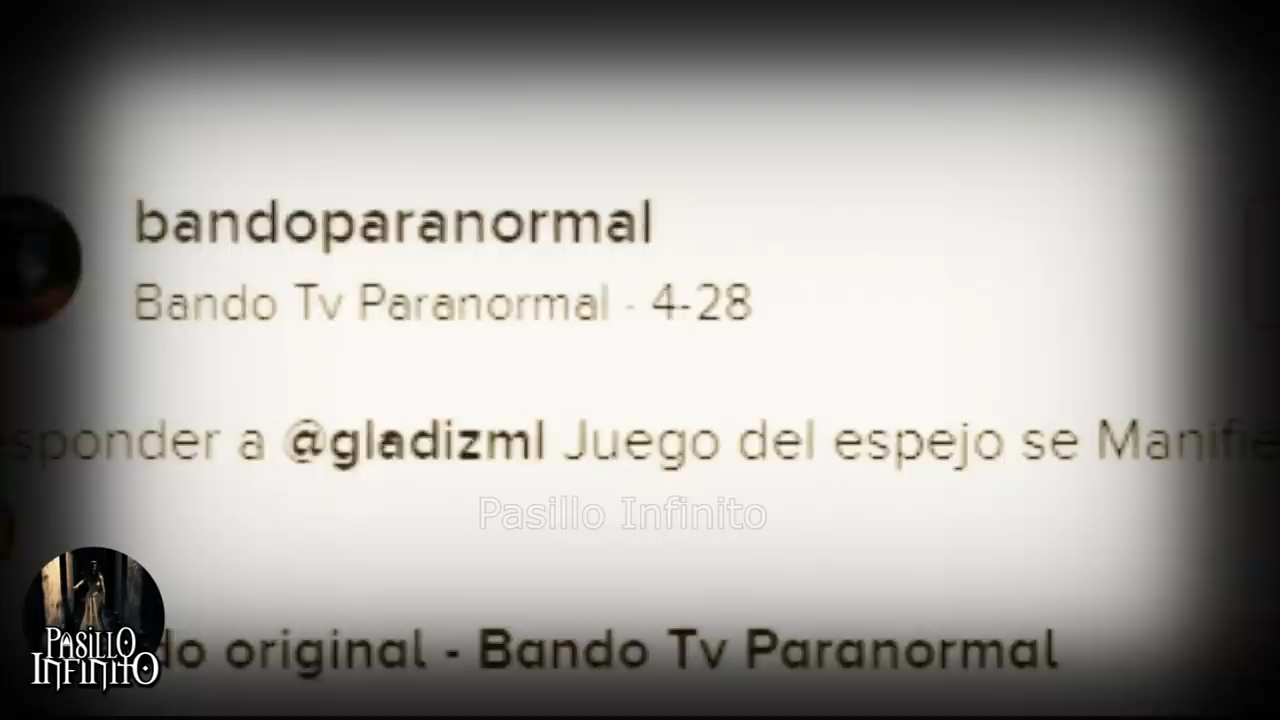 bandoparanormal
Bando Tv Paranormal · 4-28
sponder a @gladizml Juego del espejo se Manifie
Pasillo Infinito
do original - Bando Tv Paranormal
PASILLO
INFINITO